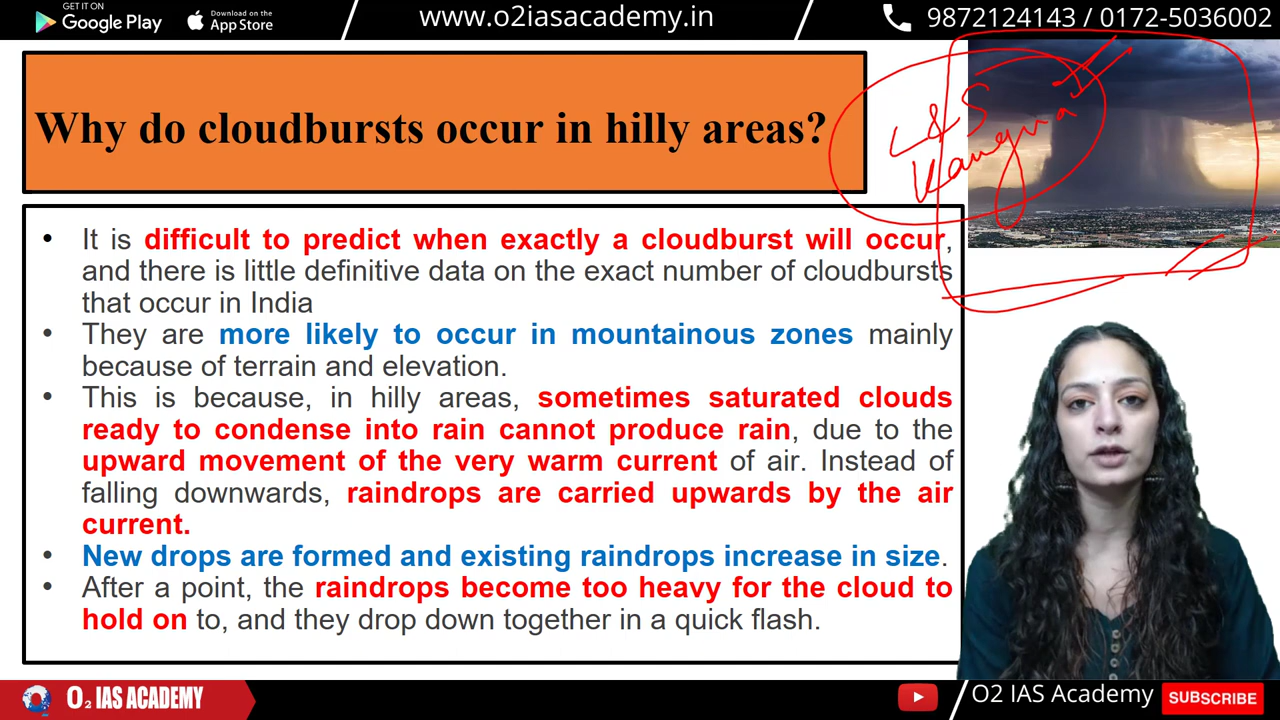 GET IT ON
Google Play
Download on the
App Store
www.o2iasacademy.in
9872124143 / 0172-5036002
Why do cloudbursts occur in hilly areas?
L&S
Kangra
• It is difficult to predict when exactly a cloudburst will occur,
and there is little definitive data on the exact number of cloudbursts
that occur in India
• They are more likely to occur in mountainous zones mainly
because of terrain and elevation.
• This is because, in hilly areas, sometimes saturated clouds
ready to condense into rain cannot produce rain, due to the
upward movement of the very warm current of air. Instead of
falling downwards, raindrops are carried upwards by the air
current.
• New drops are formed and existing raindrops increase in size.
• After a point, the raindrops become too heavy for the cloud to
hold on to, and they drop down together in a quick flash.
O2 IAS ACADEMY
O2 IAS Academy
SUBSCRIBE